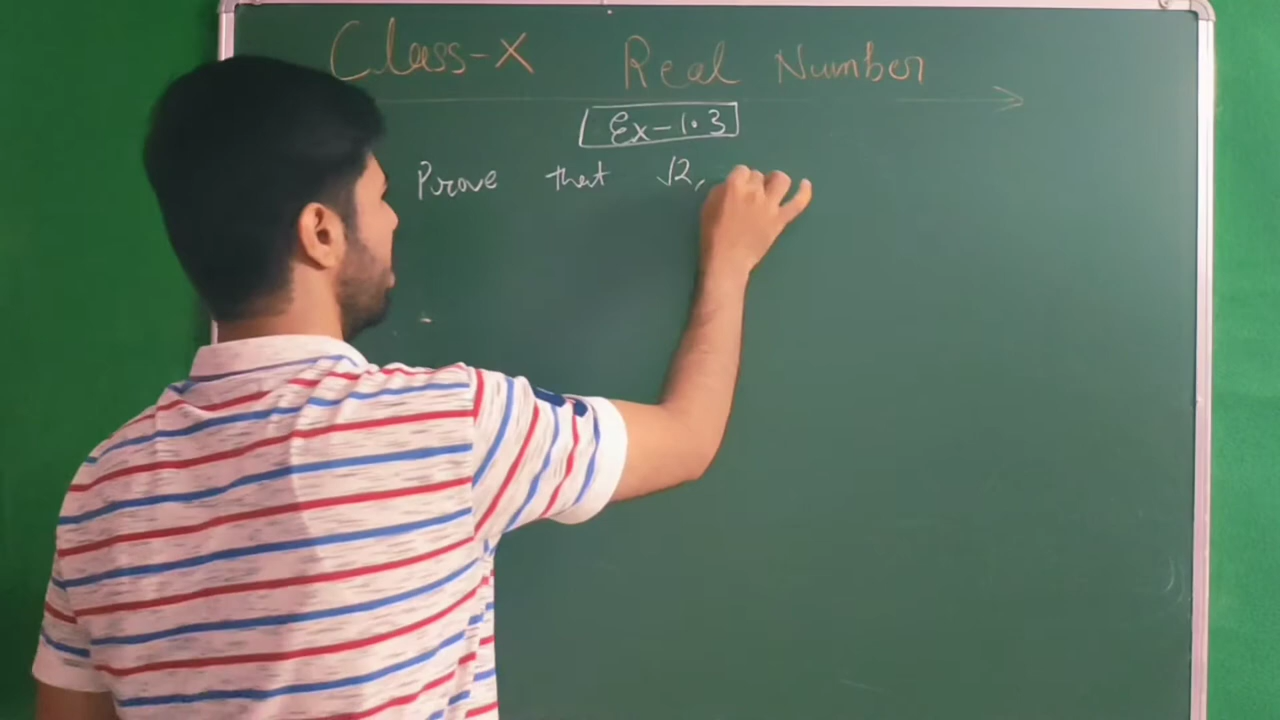 Class-X Real Number
Ex-1.3
Prove that √2,